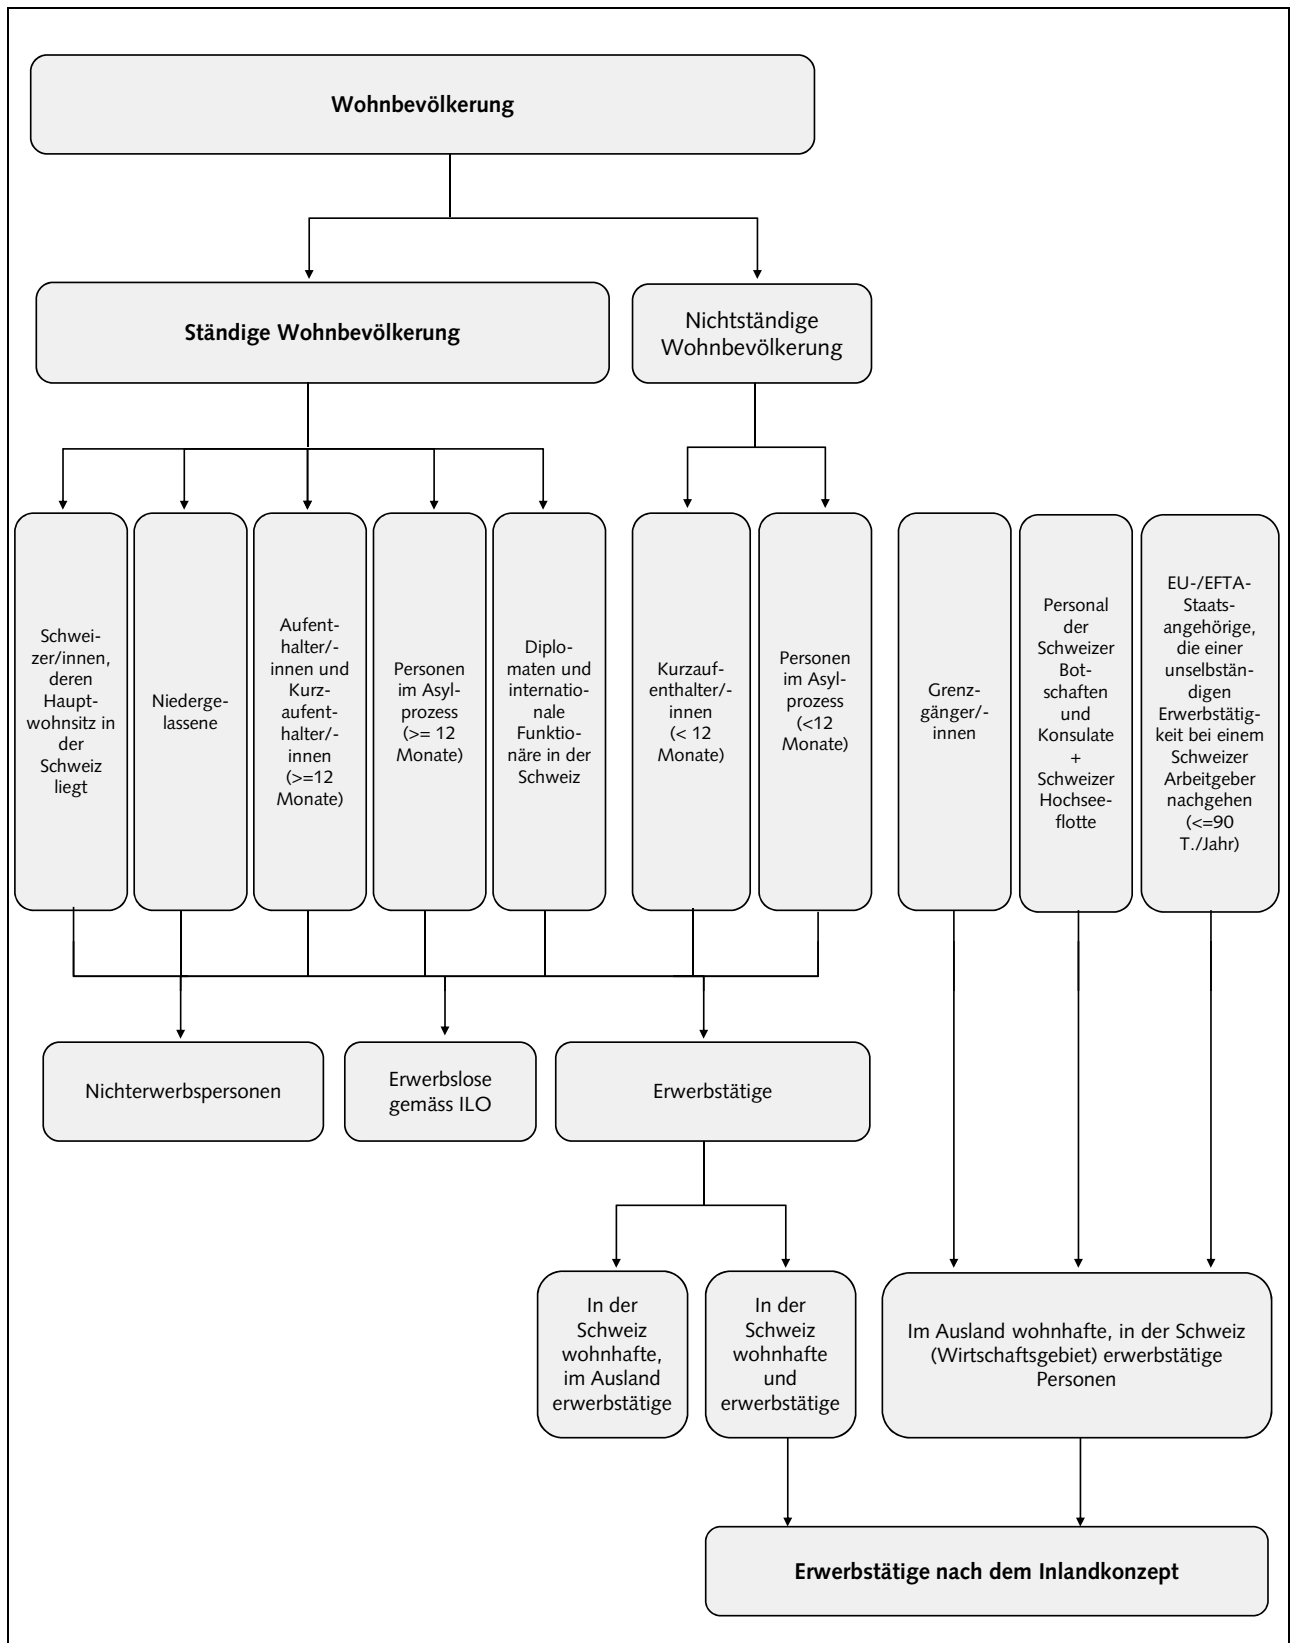 Wohnbevölkerung
Ständige Wohnbevölkerung
Nichtständige
Wohnbevölkerung
Schwei-
zer/innen,
deren
Haupt-
wohnsitz in
der
Schweiz
liegt
Niederge-
lassene
Aufent-
halter/-
innen und
Kurz-
aufent-
halter/-
innen
(>=12
Monate)
Personen
im Asyl-
prozess
(>= 12
Monate)
Diplo-
maten und
internatio-
nale
Funktio-
näre in der
Schweiz
Kurzauf-
enthalter/-
innen
(< 12
Monate)
Personen
im Asyl-
prozess
(<12
Monate)
Grenz-
gänger/-
innen
Personal
der
Schweizer
Bot-
schaften
und
Konsulate
+
Schweizer
Hochsee-
flotte
EU-/EFTA-
Staats-
angehörige,
die einer
unselbstän-
digen
Erwerbstätig-
keit bei einem
Schweizer
Arbeitgeber
nachgehen
(<=90
T./Jahr)
Nichterwerbspersonen
Erwerbslose
gemäss ILO
Erwerbstätige
In der
Schweiz
wohnhafte,
im Ausland
erwerbstätige
In der
Schweiz
wohnhafte
und
erwerbstätige
Im Ausland wohnhafte, in der Schweiz
(Wirtschaftsgebiet) erwerbstätige
Personen
Erwerbstätige nach dem Inlandkonzept